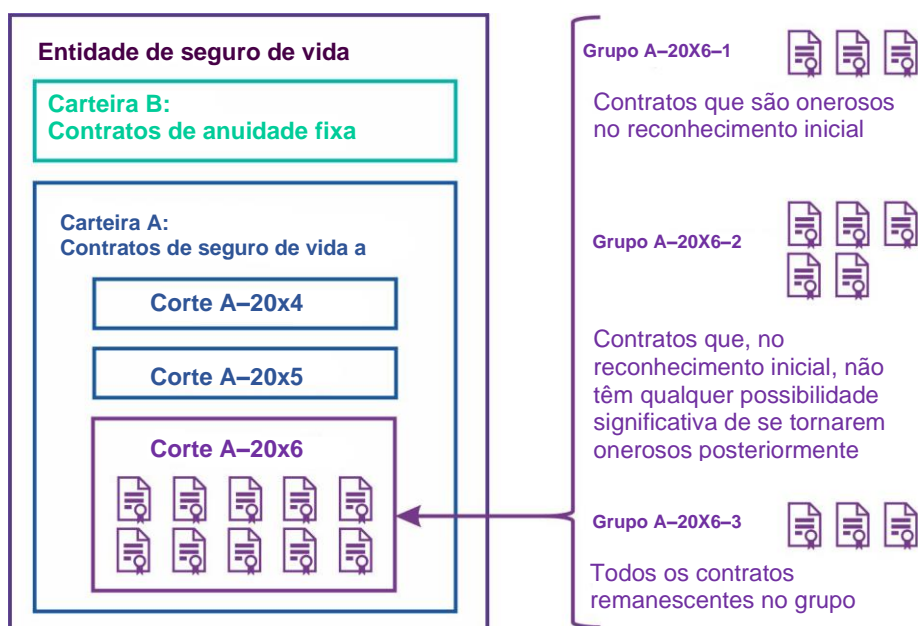 Entidade de seguro de vida
Carteira B:
Contratos de anuidade fixa
Carteira A:
Contratos de seguro de vida a
Corte A–20x4
Corte A–20x5
Corte A–20x6
Grupo A–20X6–1
Contratos que são onerosos
no reconhecimento inicial
Grupo A–20X6–2
Contratos que, no
reconhecimento inicial, não
têm qualquer possibilidade
significativa de se tornarem
onerosos posteriormente
Grupo A–20X6–3
Todos os contratos
remanescentes no grupo